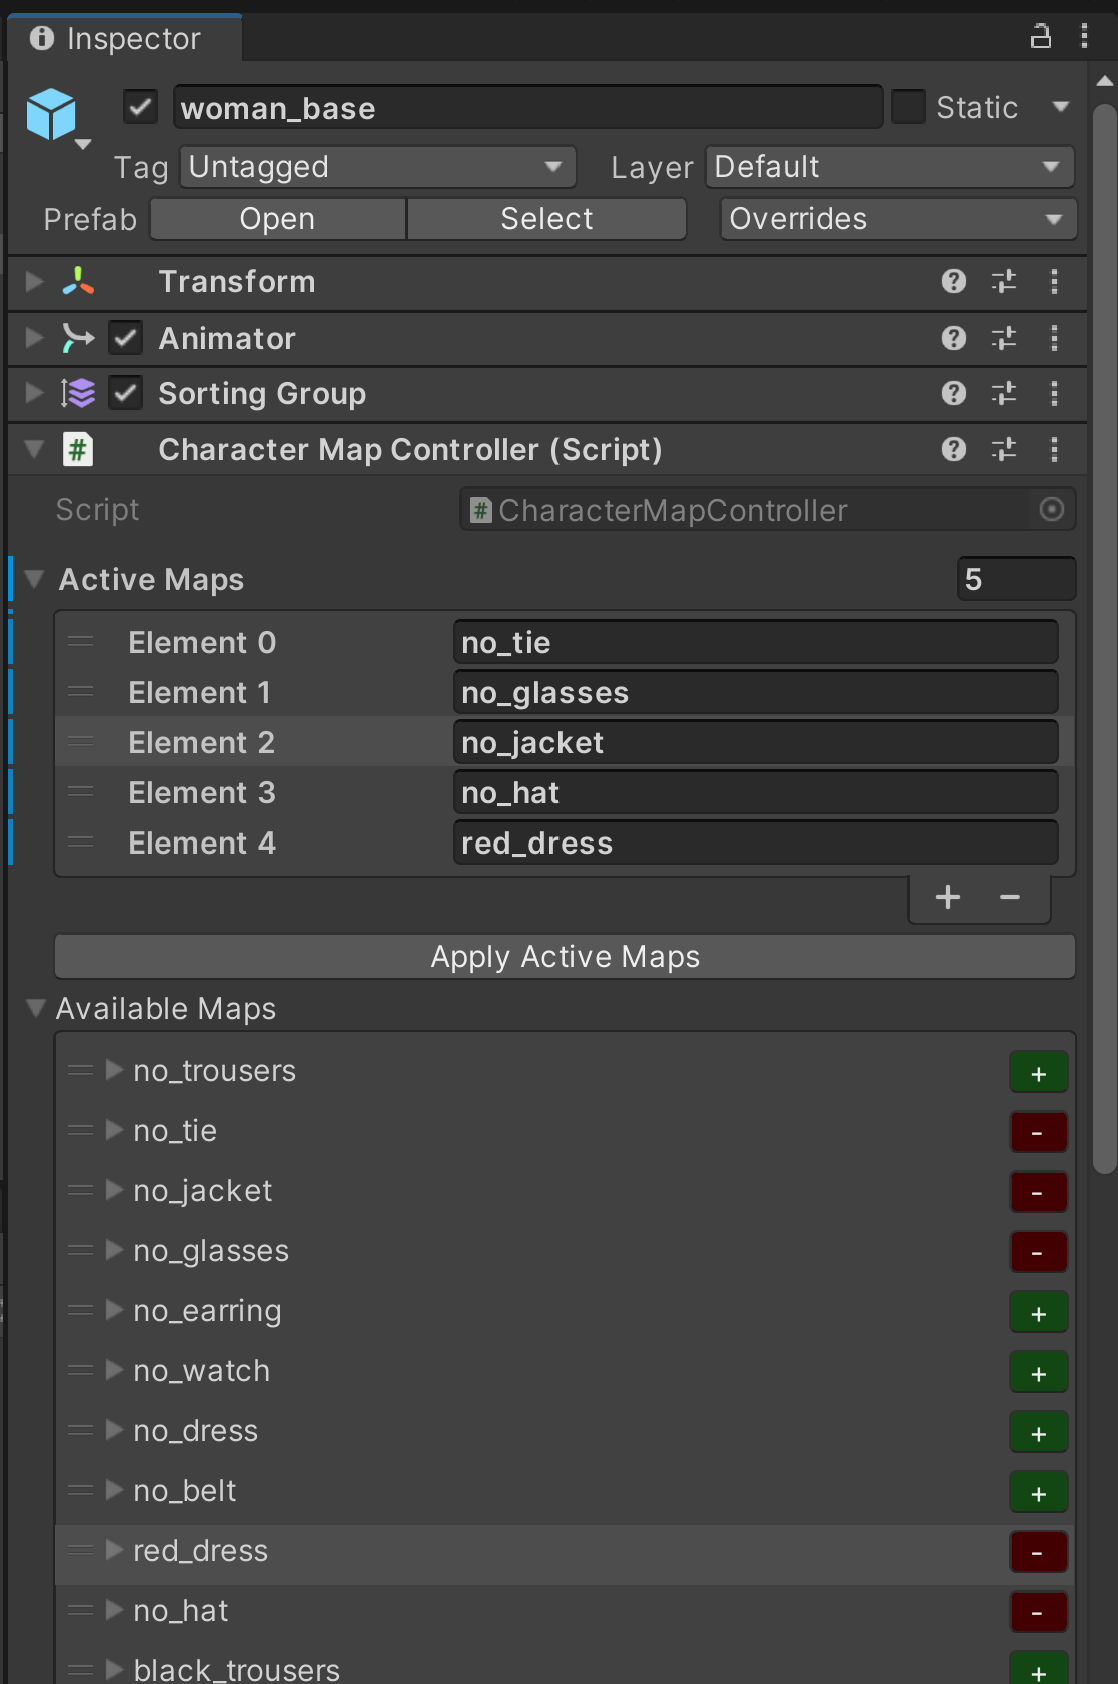 Inspector
woman_base
Static
Tag Untagged Layer Default
Prefab Open Select Overrides
Transform
Animator
Sorting Group
# Character Map Controller (Script)
Script # CharacterMapController
Active Maps 5
Element 0 no_tie
Element 1 no_glasses
Element 2 no_jacket
Element 3 no_hat
Element 4 red_dress
+ -
Apply Active Maps
Available Maps
no_trousers +
no_tie -
no_jacket -
no_glasses -
no_earring +
no_watch +
no_dress +
no_belt +
red_dress -
no_hat -
black_trousers +